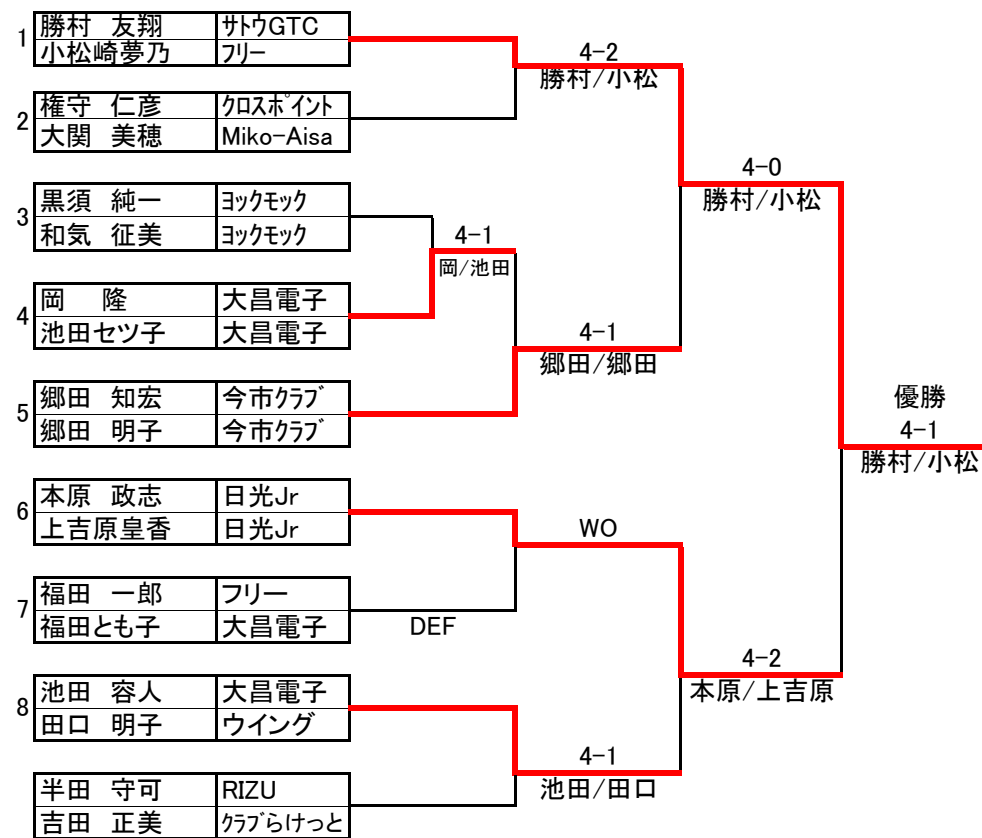 1
勝村 友翔 ｻﾄｳGTC
小松崎夢乃 ﾌﾘｰ
2
権守 仁彦 ｸﾛｽﾎﾟｲﾝﾄ
大関 美穂 Miko-Aisa
3
黒須 純一 ﾖｯｸﾓｯｸ
和気 征美 ﾖｯｸﾓｯｸ
4
岡 隆 大昌電子
池田セツ子 大昌電子
5
郷田 知宏 今市ｸﾗﾌﾞ
郷田 明子 今市ｸﾗﾌﾞ
6
本原 政志 日光Jr
上吉原皇香 日光Jr
7
福田 一郎 フリー
福田とも子 大昌電子
DEF
8
池田 容人 大昌電子
田口 明子 ウイング
半田 守可 RIZU
吉田 正美 ｸﾗﾌﾞらけっと
4-1
岡/池田
4-2
勝村/小松
4-1
郷田/郷田
WO
4-1
池田/田口
4-0
勝村/小松
4-2
本原/上吉原
優勝
4-1
勝村/小松